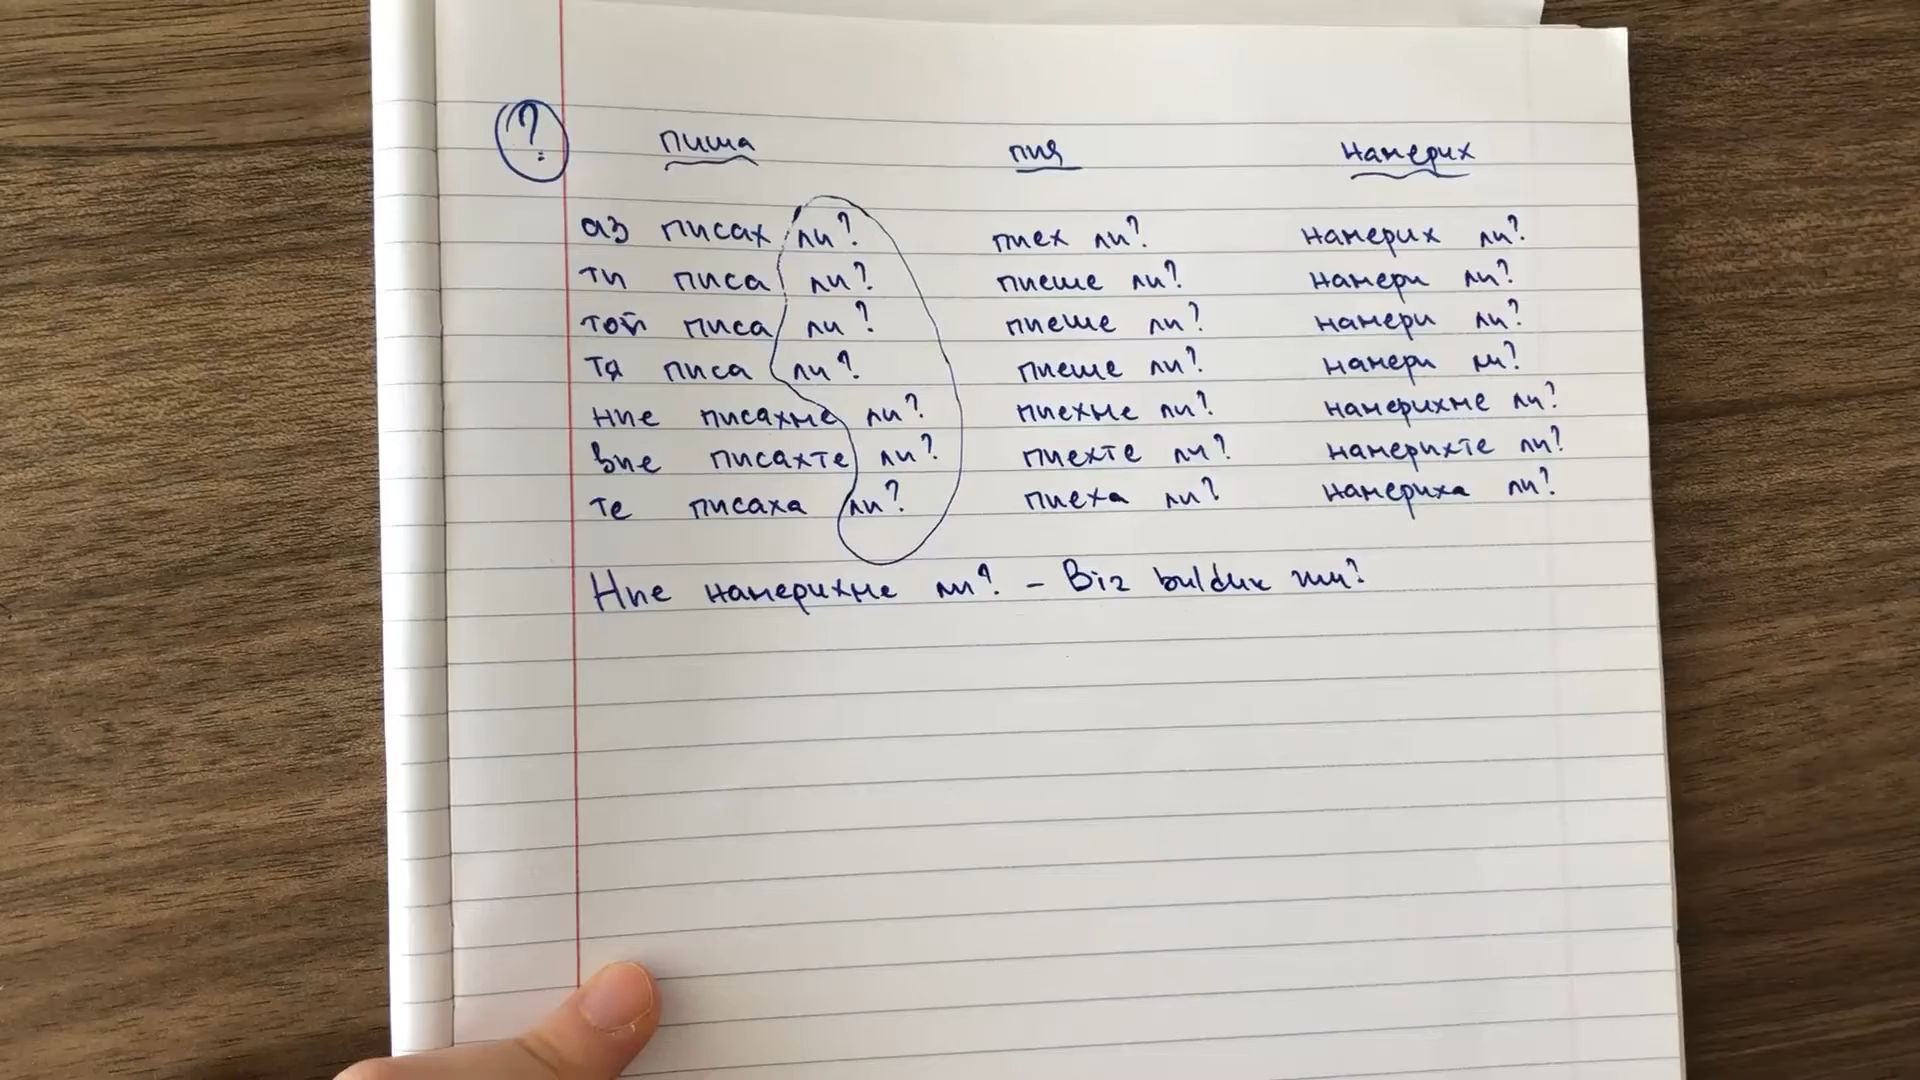 ? пиша пия намерих
аз писах ли? пиех ли? намерих ли?
ти писа ли? пиеше ли? намери ли?
той писа ли? пиеше ли? намери ли?
тя писа ли? пиеше ли? намери ли?
ние писахме ли? пиехме ли? намерихме ли?
вие писахте ли? пиехте ли? намерихте ли?
те писаха ли? пиеха ли? намериха ли?
Ние намерихме ли? – Biz bulduk mu?